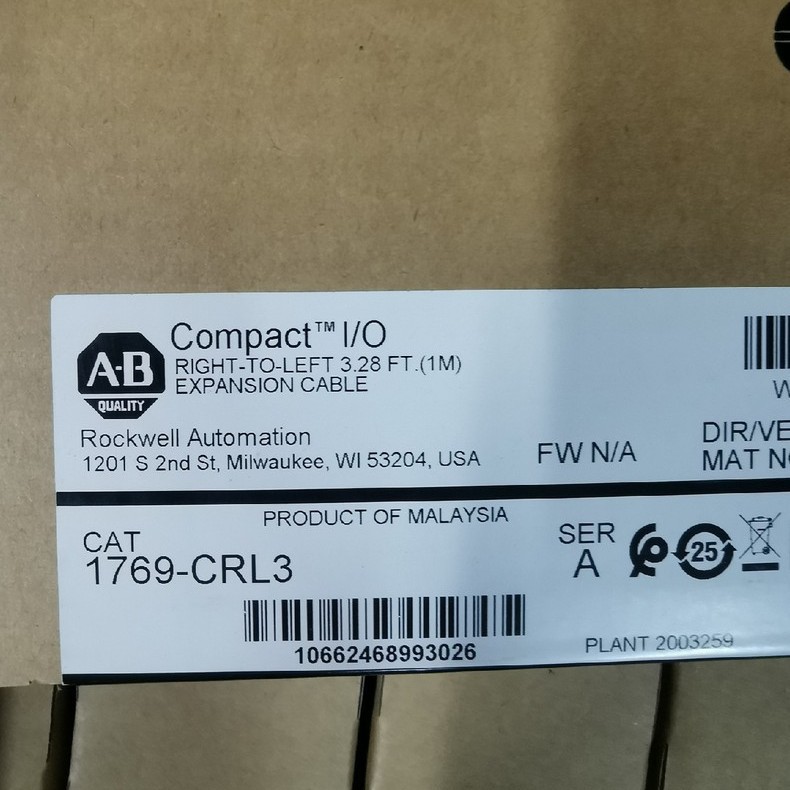 A-B
QUALITY
Compact™ I/O
RIGHT-TO-LEFT 3.28 FT.(1M)
EXPANSION CABLE
Rockwell Automation
1201 S 2nd St, Milwaukee, WI 53204, USA
FW N/A
DIR/VE
MAT
PRODUCT OF MALAYSIA
CAT
1769-CRL3
SER
A
25
10662468993026
PLANT 2003259